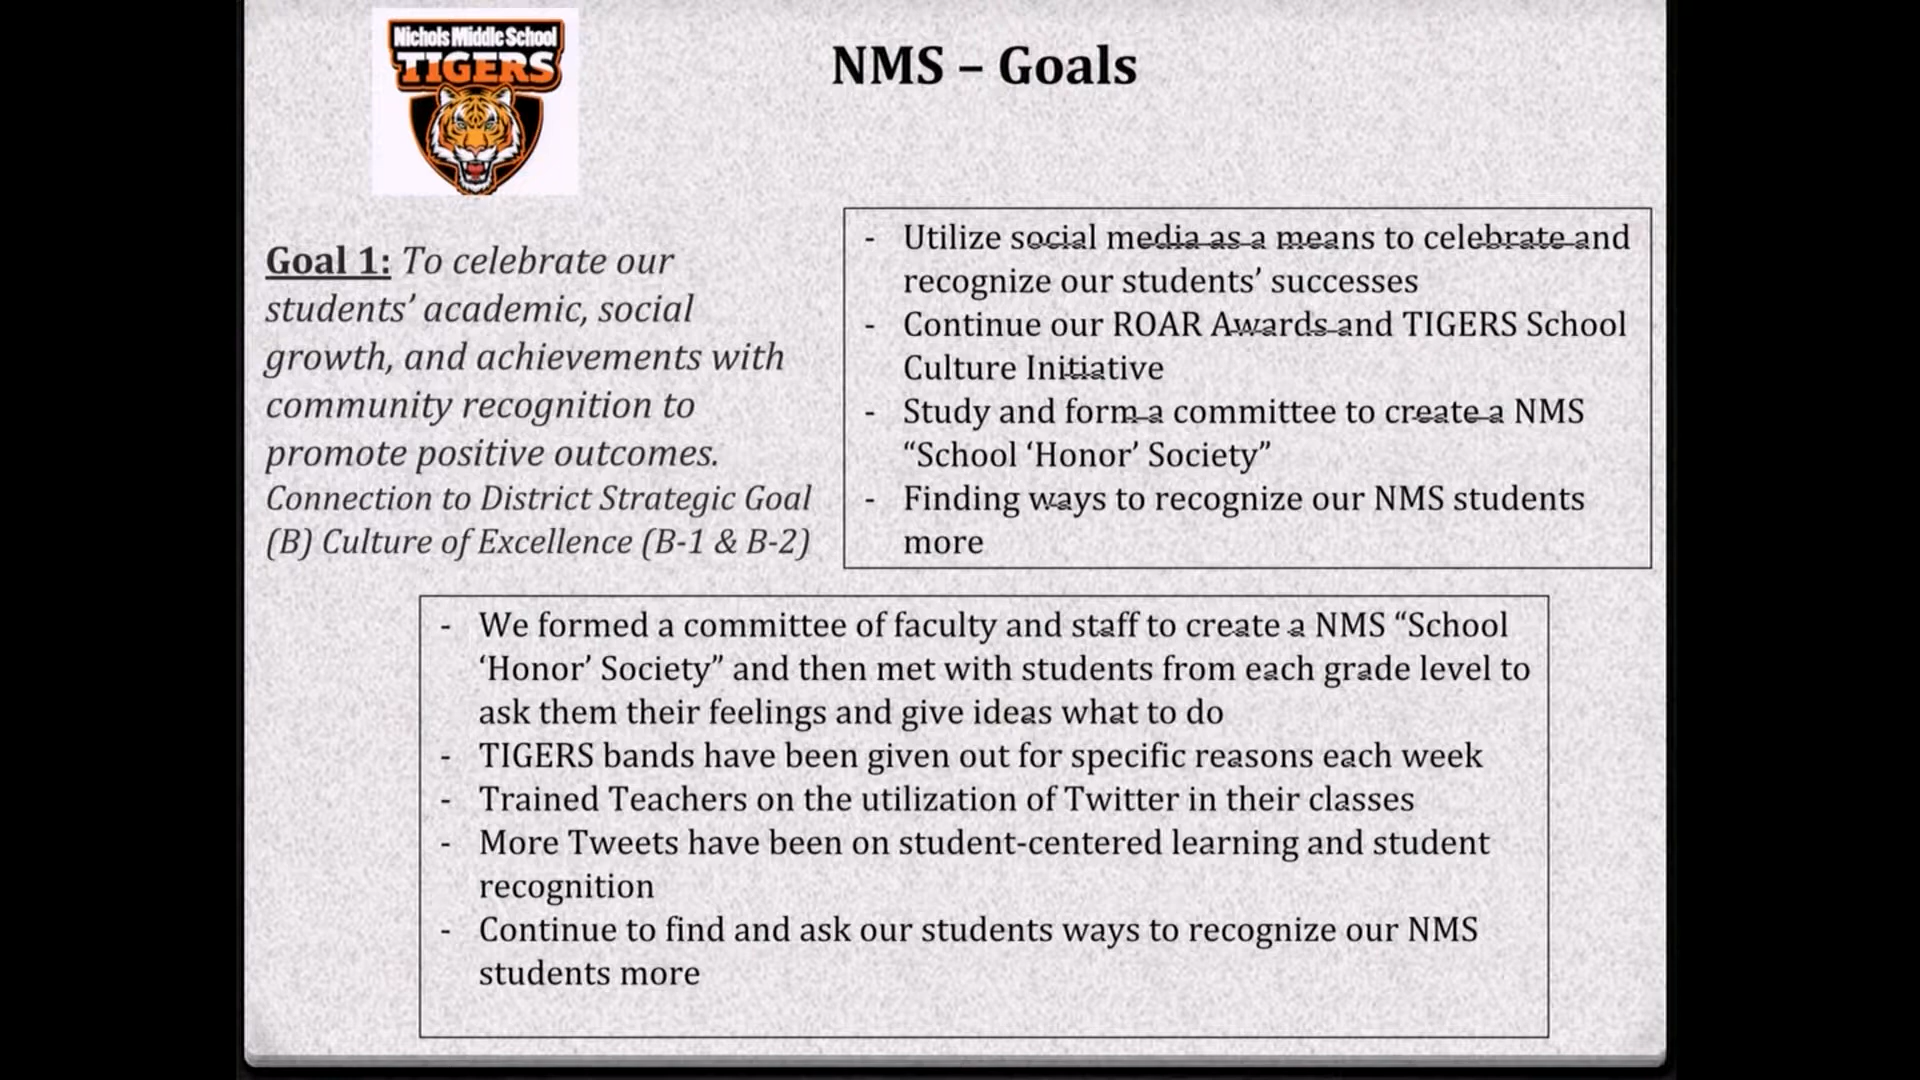 Nichols Middle School
TIGERS
NMS – Goals
Goal 1: To celebrate our
students’ academic, social
growth, and achievements with
community recognition to
promote positive outcomes.
Connection to District Strategic Goal
(B) Culture of Excellence (B-1 & B-2)
- Utilize social media as a means to celebrate and
recognize our students’ successes
- Continue our ROAR Awards and TIGERS School
Culture Initiative
- Study and form a committee to create a NMS
“School ‘Honor’ Society”
- Finding ways to recognize our NMS students
more
- We formed a committee of faculty and staff to create a NMS “School
‘Honor’ Society” and then met with students from each grade level to
ask them their feelings and give ideas what to do
- TIGERS bands have been given out for specific reasons each week
- Trained Teachers on the utilization of Twitter in their classes
- More Tweets have been on student-centered learning and student
recognition
- Continue to find and ask our students ways to recognize our NMS
students more